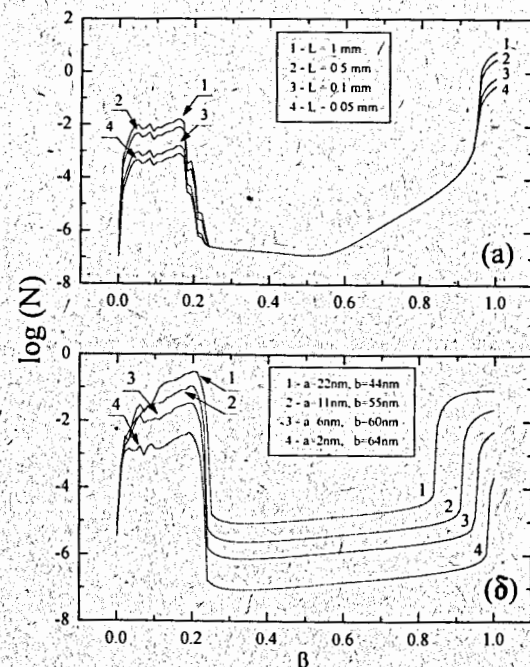 2
0
-2
-4
-6
-8
0.0 0.2 0.4 0.6 0.8 1.0
1 - L = 1 mm
2 - L = 0.5 mm
3 - L = 0.1 mm
4 - L = 0.05 mm
2
1
4
3
1
2
3
4
(a)
log (N)
0
-2
-4
-6
-8
0.0 0.2 0.4 0.6 0.8 1.0
1 - a=22nm, b=44nm
2 - a=11nm, b=55nm
3 - a=6nm, b=60nm
4 - a=2nm, b=64nm
3
1
4
2
1
2
3
4
(δ)
β